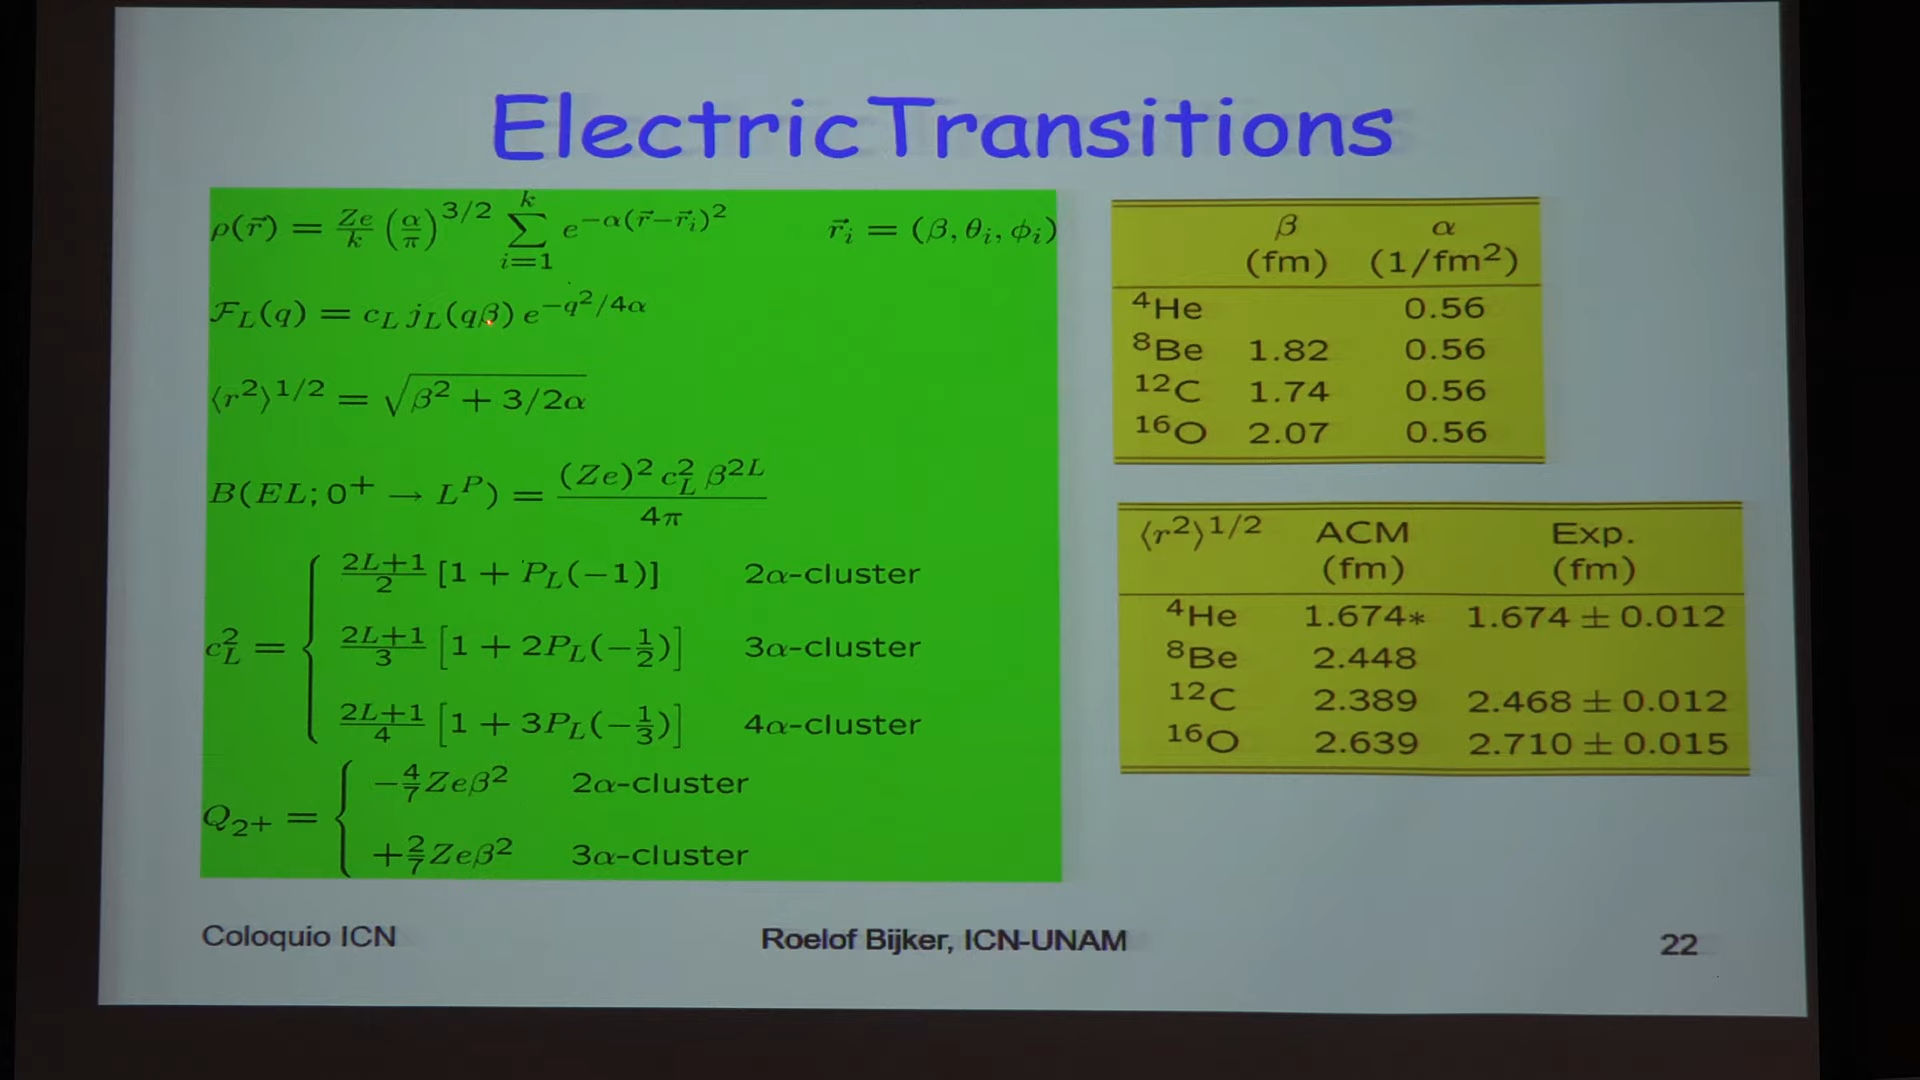 Electric Transitions
ρ(r⃗) = Ze/k (α/π)^3/2 ∑_{i=1}^{k} e^{−α(r⃗−r⃗_i)^2}    r⃗_i = (β, θ_i, ϕ_i)
ℱ_L(q) = c_L j_L(qβ) e^{−q^2/4α}
⟨r²⟩^1/2 = √(β² + 3/2α)
B(EL; 0⁺ → L^P) = (Ze)² c_L² β^{2L} / 4π
c_L² = { 2L+1/2 [1 + P_L(−1)]    2α-cluster
2L+1/3 [1 + 2P_L(−1/2)]    3α-cluster
2L+1/4 [1 + 3P_L(−1/3)]    4α-cluster
Q_{2+} = { −4/7 Zeβ²    2α-cluster
+2/7 Zeβ²    3α-cluster
β α
(fm) (1/fm²)
⁴He 0.56
⁸Be 1.82 0.56
¹²C 1.74 0.56
¹⁶O 2.07 0.56
⟨r²⟩^1/2 ACM Exp.
(fm) (fm)
⁴He 1.674* 1.674 ± 0.012
⁸Be 2.448
¹²C 2.389 2.468 ± 0.012
¹⁶O 2.639 2.710 ± 0.015
Coloquio ICN
Roelof Bijker, ICN-UNAM
22